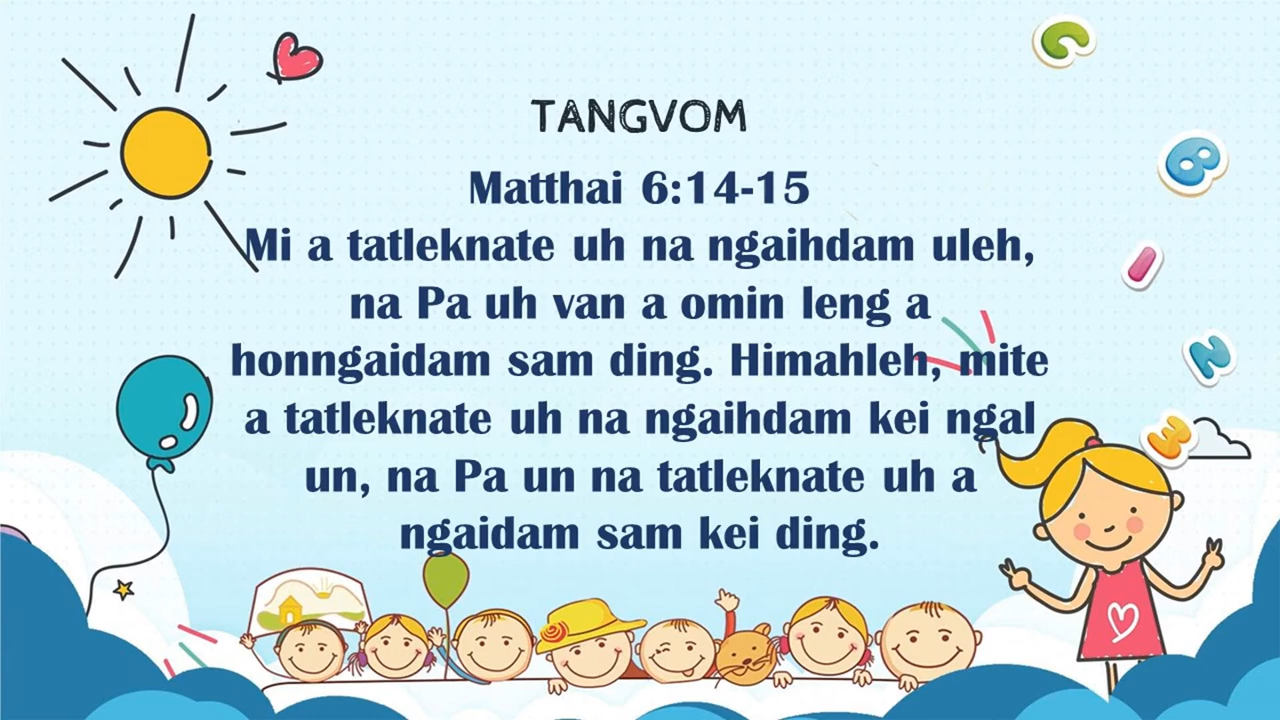 TANGVOM
Matthai 6:14-15
Mi a tatleknate uh na ngaihdam uleh,
na Pa uh van a omin leng a
honngaidam sam ding. Himahleh, mite
a tatleknate uh na ngaihdam kei ngal
un, na Pa un na tatleknate uh a
ngaidam sam kei ding.
C
8
I
N
3